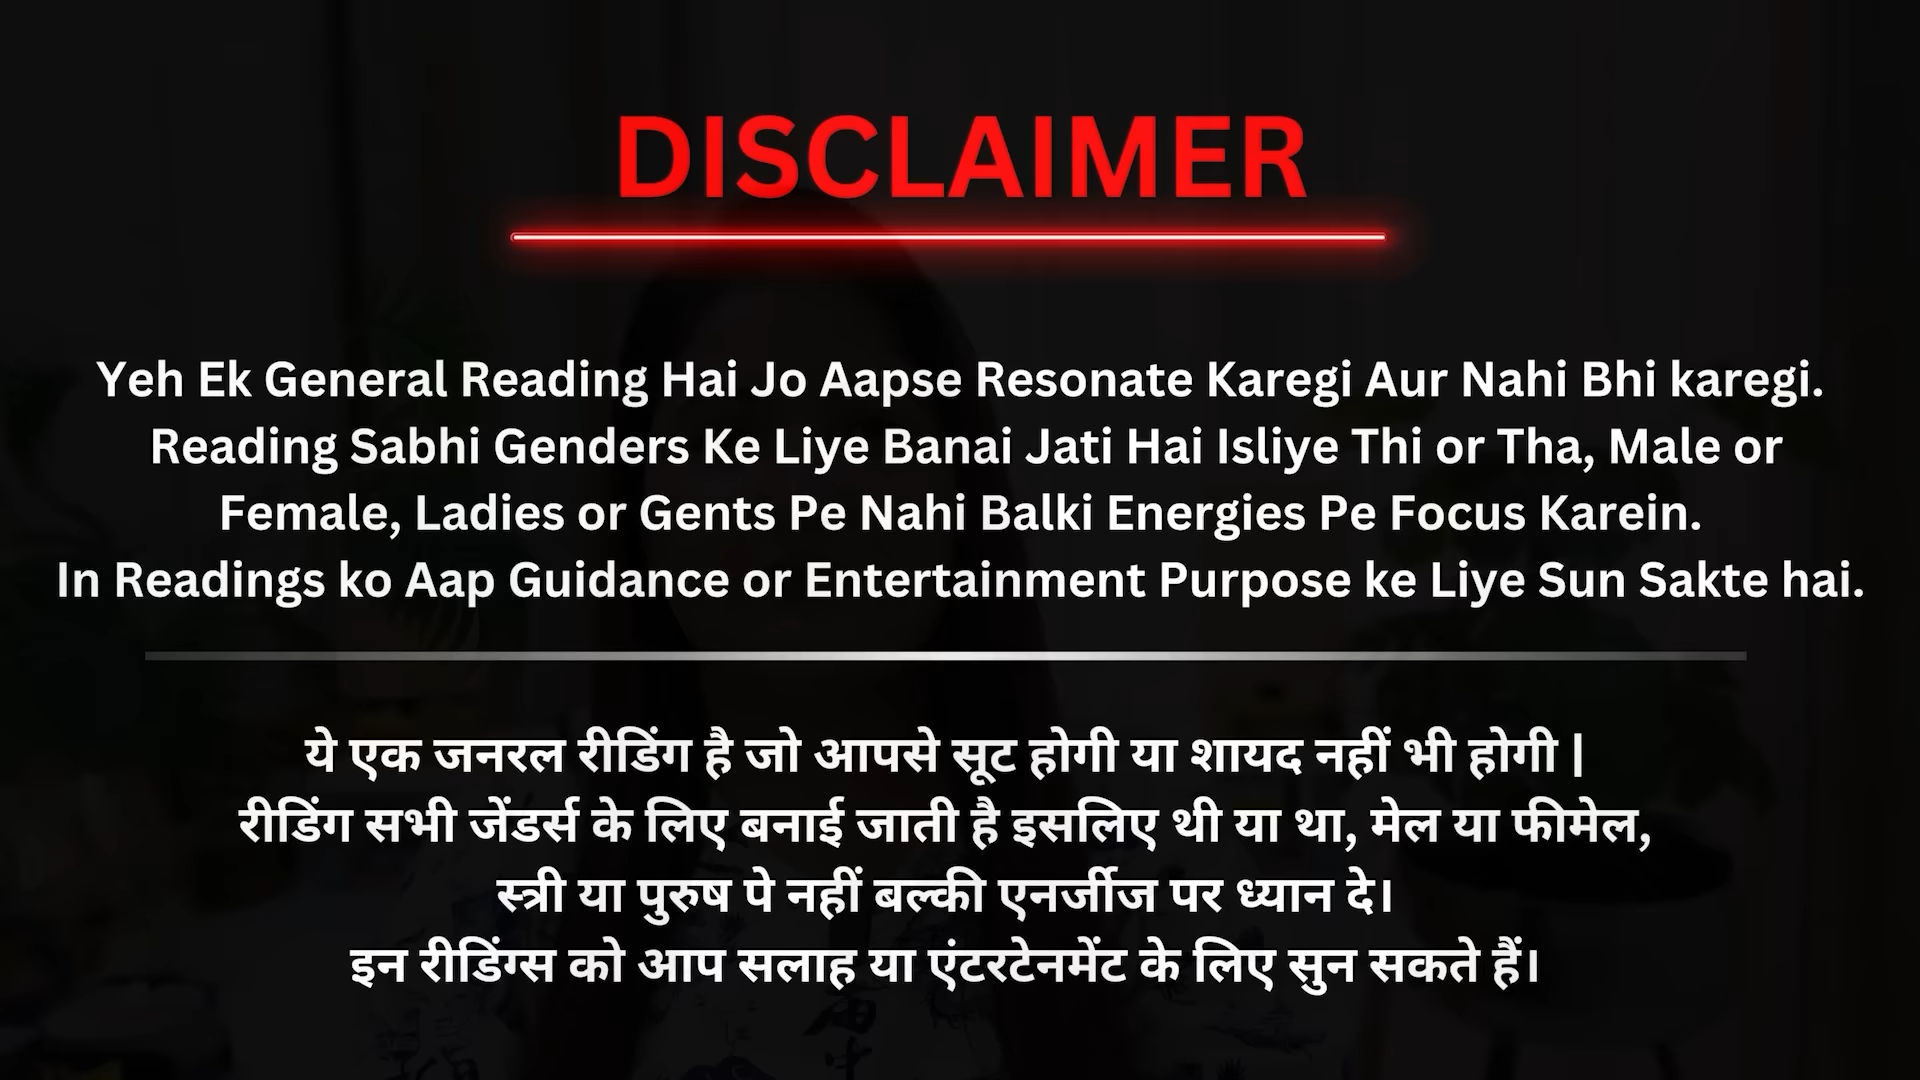 DISCLAIMER
Yeh Ek General Reading Hai Jo Aapse Resonate Karegi Aur Nahi Bhi karegi.
Reading Sabhi Genders Ke Liye Banai Jati Hai Isliye Thi or Tha, Male or
Female, Ladies or Gents Pe Nahi Balki Energies Pe Focus Karein.
In Readings ko Aap Guidance or Entertainment Purpose ke Liye Sun Sakte hai.
ये एक जनरल रीडिंग है जो आपसे सूट होगी या शायद नहीं भी होगी |
रीडिंग सभी जेंडर्स के लिए बनाई जाती है इसलिए थी या था, मेल या फीमेल,
स्त्री या पुरुष पे नहीं बल्की एनर्जीज पर ध्यान दे।
इन रीडिंग्स को आप सलाह या एंटरटेनमेंट के लिए सुन सकते हैं।